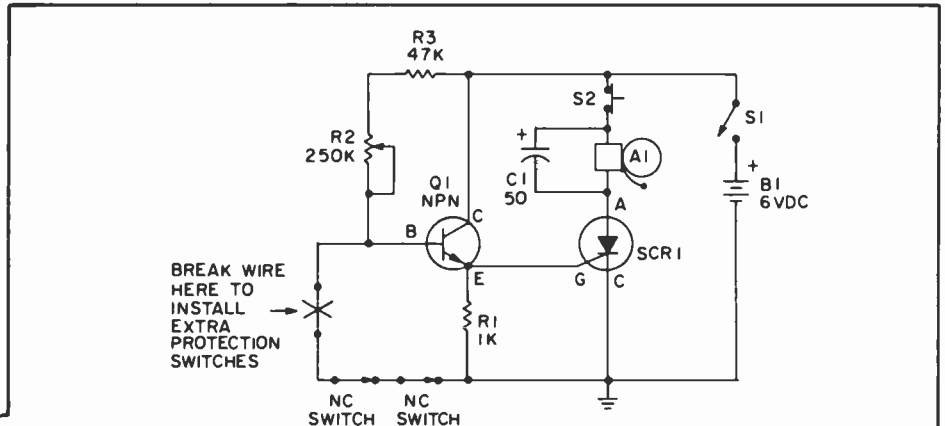 R3
47K
R2
250K
Q1
NPN
B
C
E
R1
1K
S2
+
C1
50
A1
A
SCR1
G
C
S1
+
B1
6VDC
BREAK WIRE
HERE TO
INSTALL
EXTRA
PROTECTION
SWITCHES
NC
SWITCH
NC
SWITCH